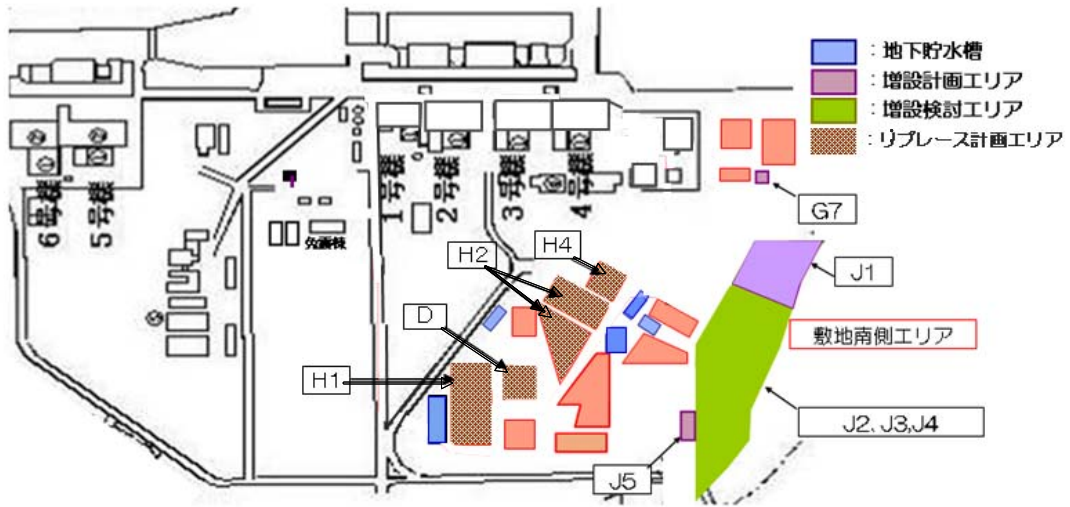 ：地下貯水槽
：増設計画エリア
：増設検討エリア
：リプレース計画エリア
6号機
5号機
1号機
2号機
3号機
4号機
免震棟
G7
H4
H2
J1
D
敷地南側エリア
H1
J2、J3,J4
J5